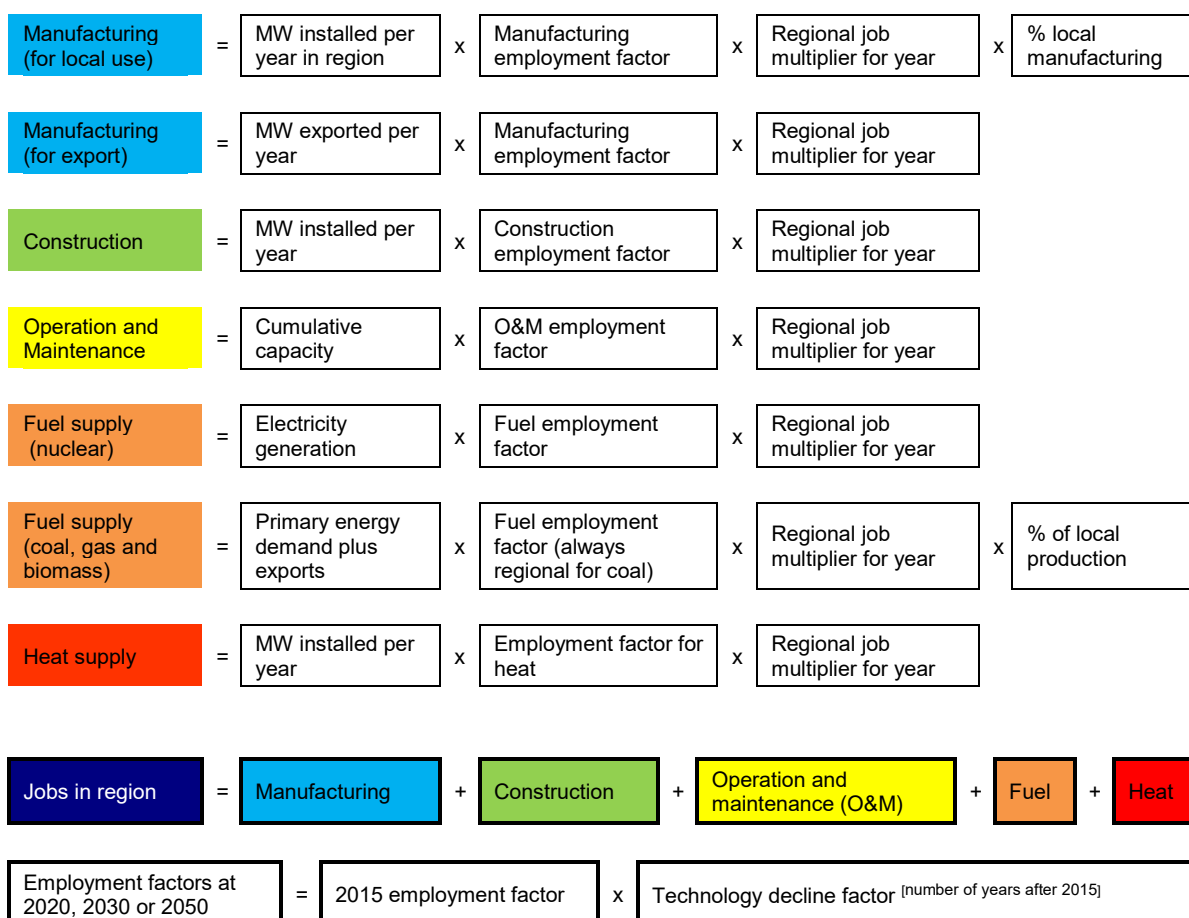 Manufacturing (for local use) = MW installed per year in region x Manufacturing employment factor x Regional job multiplier for year x % local manufacturing
Manufacturing (for export) = MW exported per year x Manufacturing employment factor x Regional job multiplier for year
Construction = MW installed per year x Construction employment factor x Regional job multiplier for year
Operation and Maintenance = Cumulative capacity x O&M employment factor x Regional job multiplier for year
Fuel supply (nuclear) = Electricity generation x Fuel employment factor x Regional job multiplier for year
Fuel supply (coal, gas and biomass) = Primary energy demand plus exports x Fuel employment factor (always regional for coal) x Regional job multiplier for year x % of local production
Heat supply = MW installed per year x Employment factor for heat x Regional job multiplier for year
Jobs in region = Manufacturing + Construction + Operation and maintenance (O&M) + Fuel + Heat
Employment factors at 2020, 2030 or 2050 = 2015 employment factor x Technology decline factor [number of years after 2015]